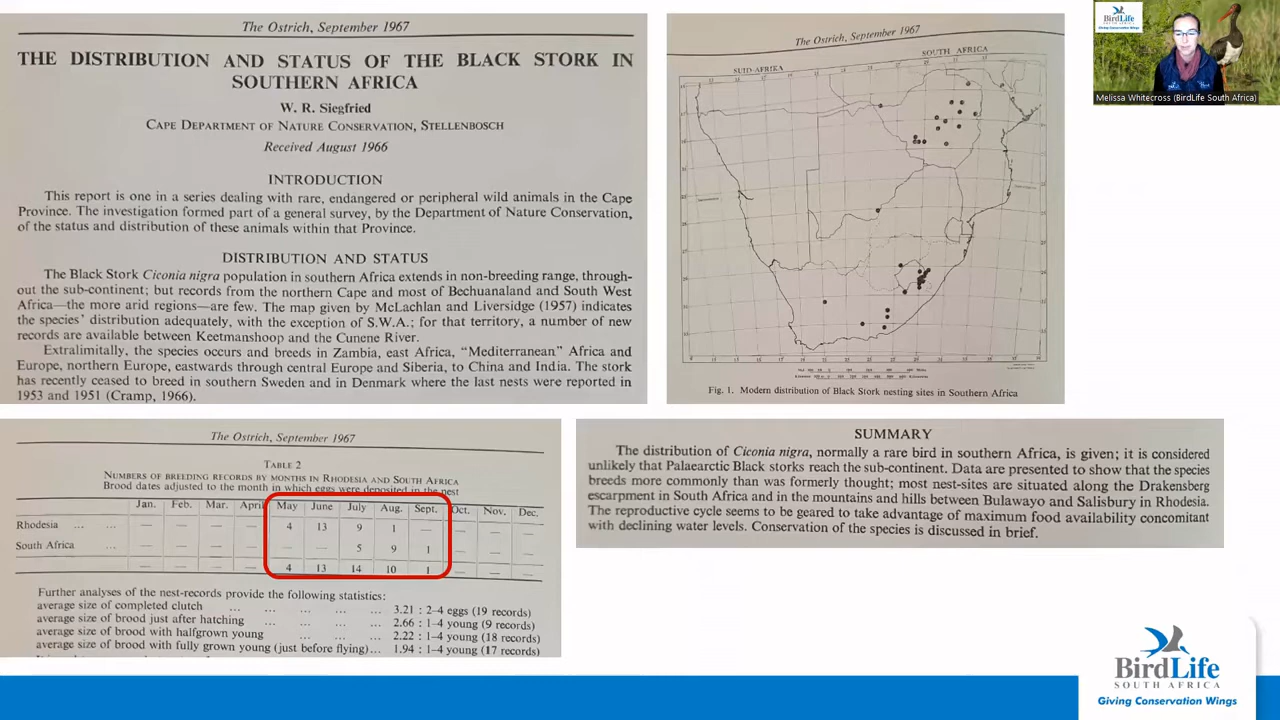 The Ostrich, September 1967
THE DISTRIBUTION AND STATUS OF THE BLACK STORK IN
SOUTHERN AFRICA
W. R. Siegfried
CAPE DEPARTMENT OF NATURE CONSERVATION, STELLENBOSCH
Received August 1966
INTRODUCTION
This report is one in a series dealing with rare, endangered or peripheral wild animals in the Cape
Province. The investigation formed part of a general survey, by the Department of Nature Conservation,
of the status and distribution of these animals within that Province.
DISTRIBUTION AND STATUS
The Black Stork Ciconia nigra population in southern Africa extends in non-breeding range, through-
out the sub-continent; but records from the northern Cape and most of Bechuanaland and South West
Africa—the more arid regions—are few. The map given by McLachlan and Liversidge (1957) indicates
the species' distribution adequately, with the exception of S.W.A.; for that territory, a number of new
records are available between Keetmanshoop and the Cunene River.
Extralimitally, the species occurs and breeds in Zambia, east Africa, "Mediterranean" Africa and
Europe, northern Europe, eastwards through central Europe and Siberia, to China and India. The stork
has recently ceased to breed in southern Sweden and in Denmark where the last nests were reported in
1953 and 1951 (Cramp, 1966).
The Ostrich, September 1967
SUID AFRIKA
SOUTH AFRICA
Fig. 1. Modern distribution of Black Stork nesting sites in Southern Africa
BirdLife
Melissa Whitecross (BirdLife South Africa)
The Ostrich, September 1967
TABLE 2
NUMBERS OF BREEDING RECORDS BY MONTHS IN RHODESIA AND SOUTH AFRICA
Brood dates adjusted to the month in which eggs were deposited in the nest
Jan. Feb. Mar. April May June July Aug. Sept. Oct. Nov. Dec.
Rhodesia ... ... — — — — 4 13 9 1 — — — —
South Africa ... — — — — — — 5 9 1 — — —
— — — — 4 13 14 10 1 — — —
Further analyses of the nest-records provide the following statistics:
average size of completed clutch ... ... ... ... ... 3.21 : 2–4 eggs (19 records)
average size of brood just after hatching ... ... ... ... 2.66 : 1–4 young (9 records)
average size of brood with halfgrown young ... ... ... 2.22 : 1–4 young (18 records)
average size of brood with fully grown young (just before flying)... 1.94 : 1–4 young (17 records)
SUMMARY
The distribution of Ciconia nigra, normally a rare bird in southern Africa, is given; it is considered
unlikely that Palaearctic Black storks reach the sub-continent. Data are presented to show that the species
breeds more commonly than was formerly thought; most nest-sites are situated along the Drakensberg
escarpment in South Africa and in the mountains and hills between Bulawayo and Salisbury in Rhodesia.
The reproductive cycle seems to be geared to take advantage of maximum food availability concomitant
with declining water levels. Conservation of the species is discussed in brief.
BirdLife
SOUTH AFRICA
Giving Conservation Wings